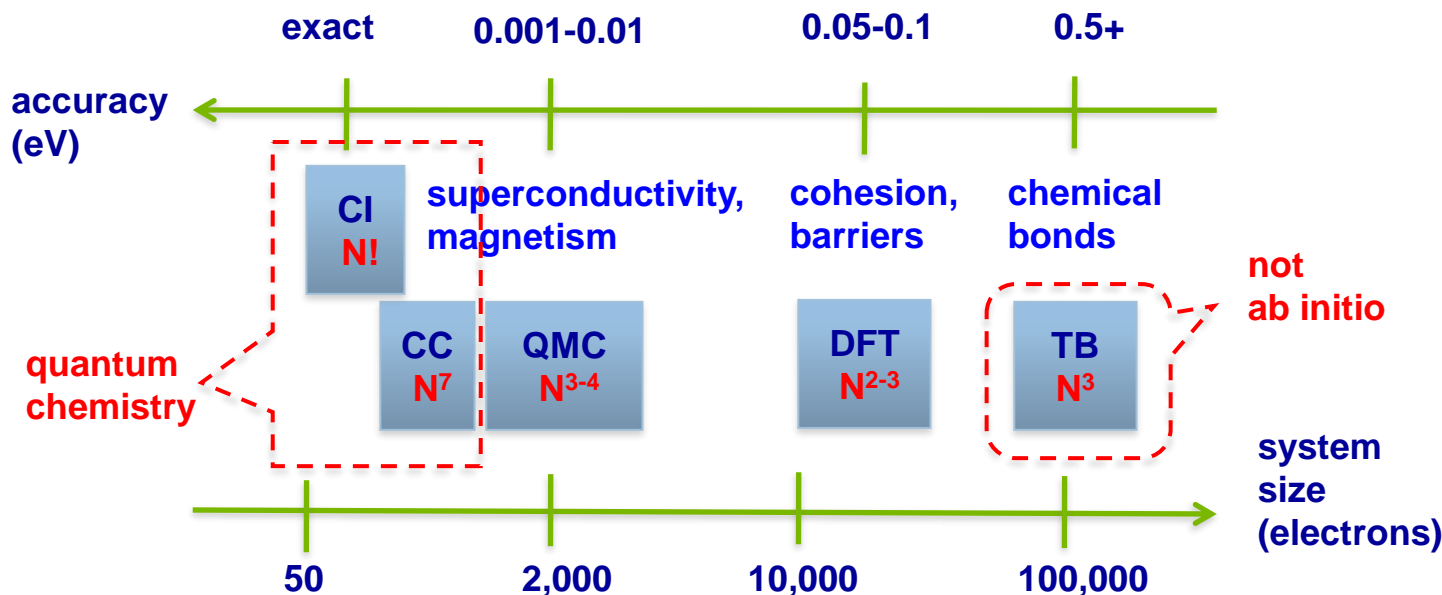 exact 0.001-0.01 0.05-0.1 0.5+
accuracy
(eV)
CI
N!
superconductivity,
magnetism
cohesion,
barriers
chemical
bonds
not
ab initio
quantum
chemistry
CC
N⁷
QMC
N³⁻⁴
DFT
N²⁻³
TB
N³
system
size
(electrons)
50 2,000 10,000 100,000